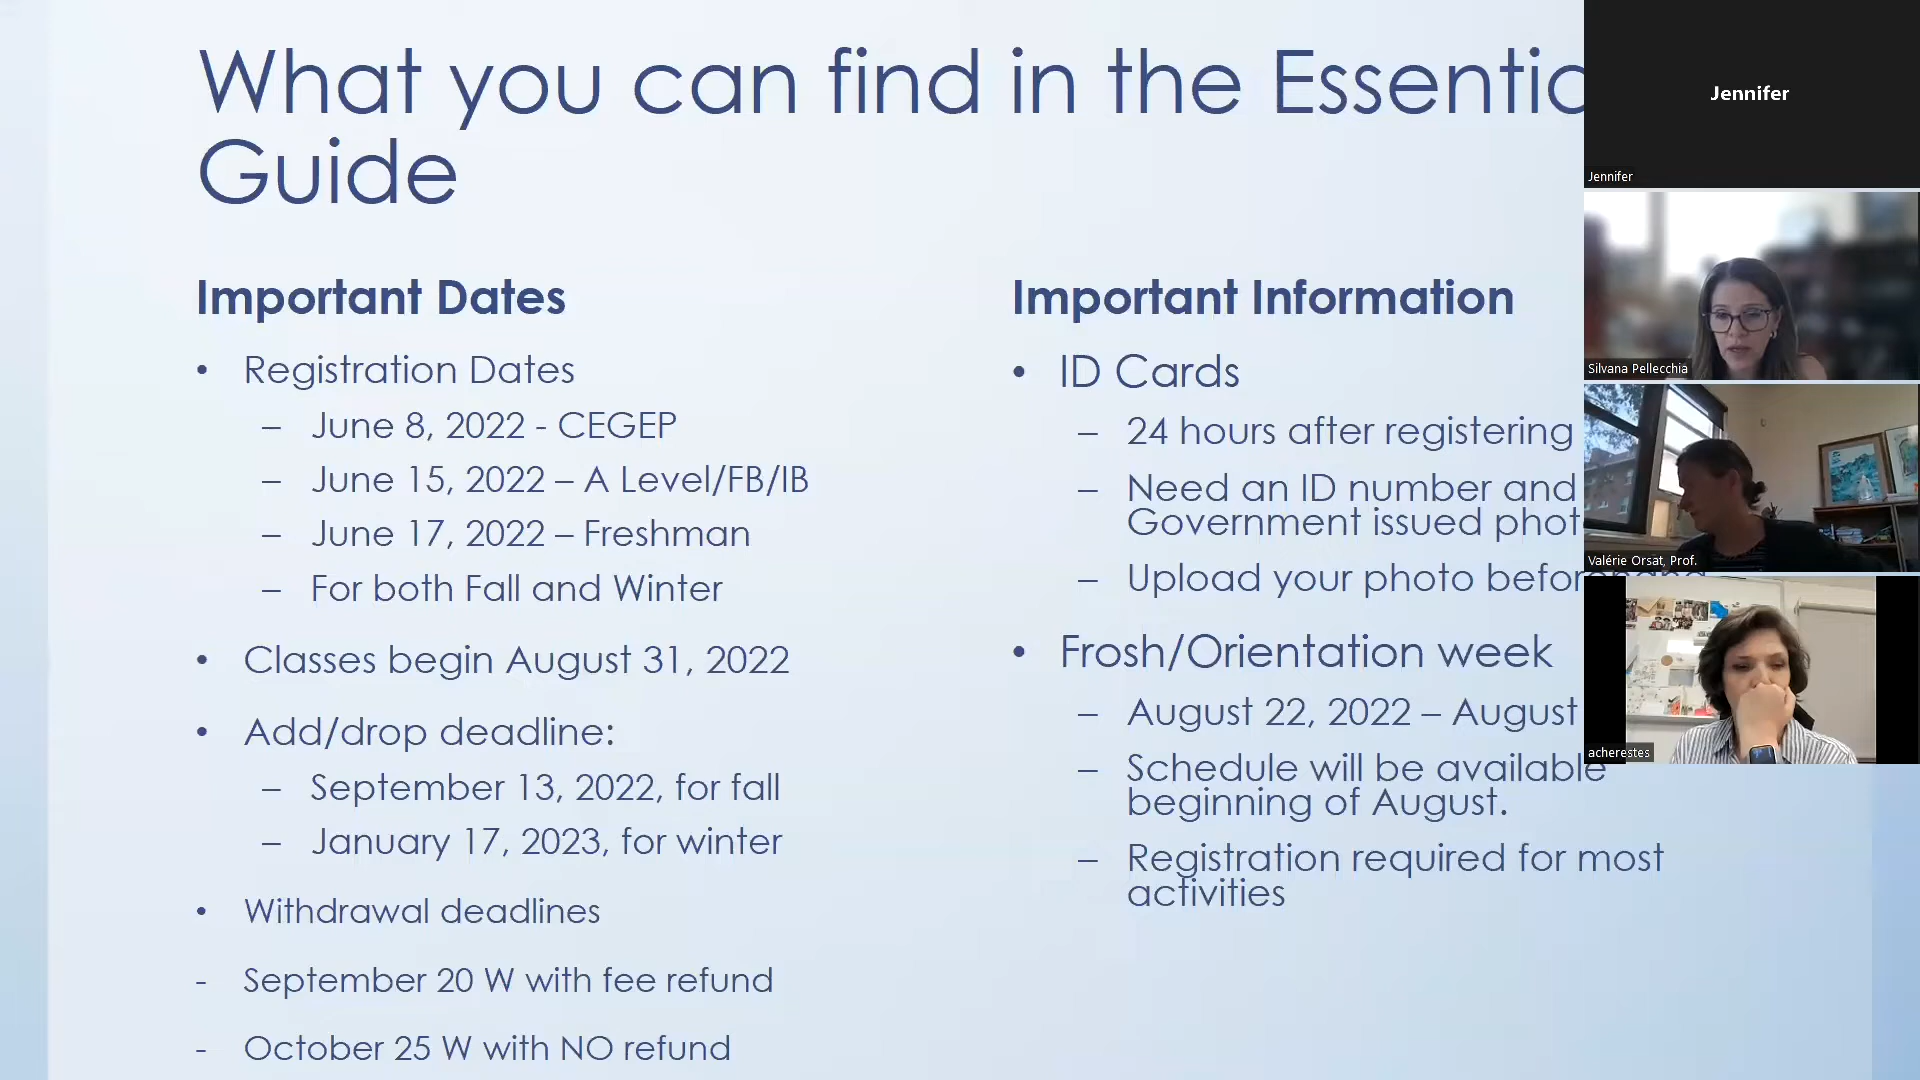 What you can find in the
Guide
Important Dates
• Registration Dates
– June 8, 2022 - CEGEP
– June 15, 2022 – A Level/FB/IB
– June 17, 2022 – Freshman
– For both Fall and Winter
• Classes begin August 31, 2022
• Add/drop deadline:
– September 13, 2022, for fall
– January 17, 2023, for winter
• Withdrawal deadlines
- September 20 W with fee refund
- October 25 W with NO refund
Important Information
• ID Cards
– 24 hours after registering
– Need an ID number and
Government issued
– Upload your photo
• Frosh/Orientation week
– August 22, 2022 – August
– Schedule will be available
beginning of August.
– Registration required for most
activities
Jennifer
Jennifer
Silvana Pellecchia
Valérie Orsat, Prof.
acherestes